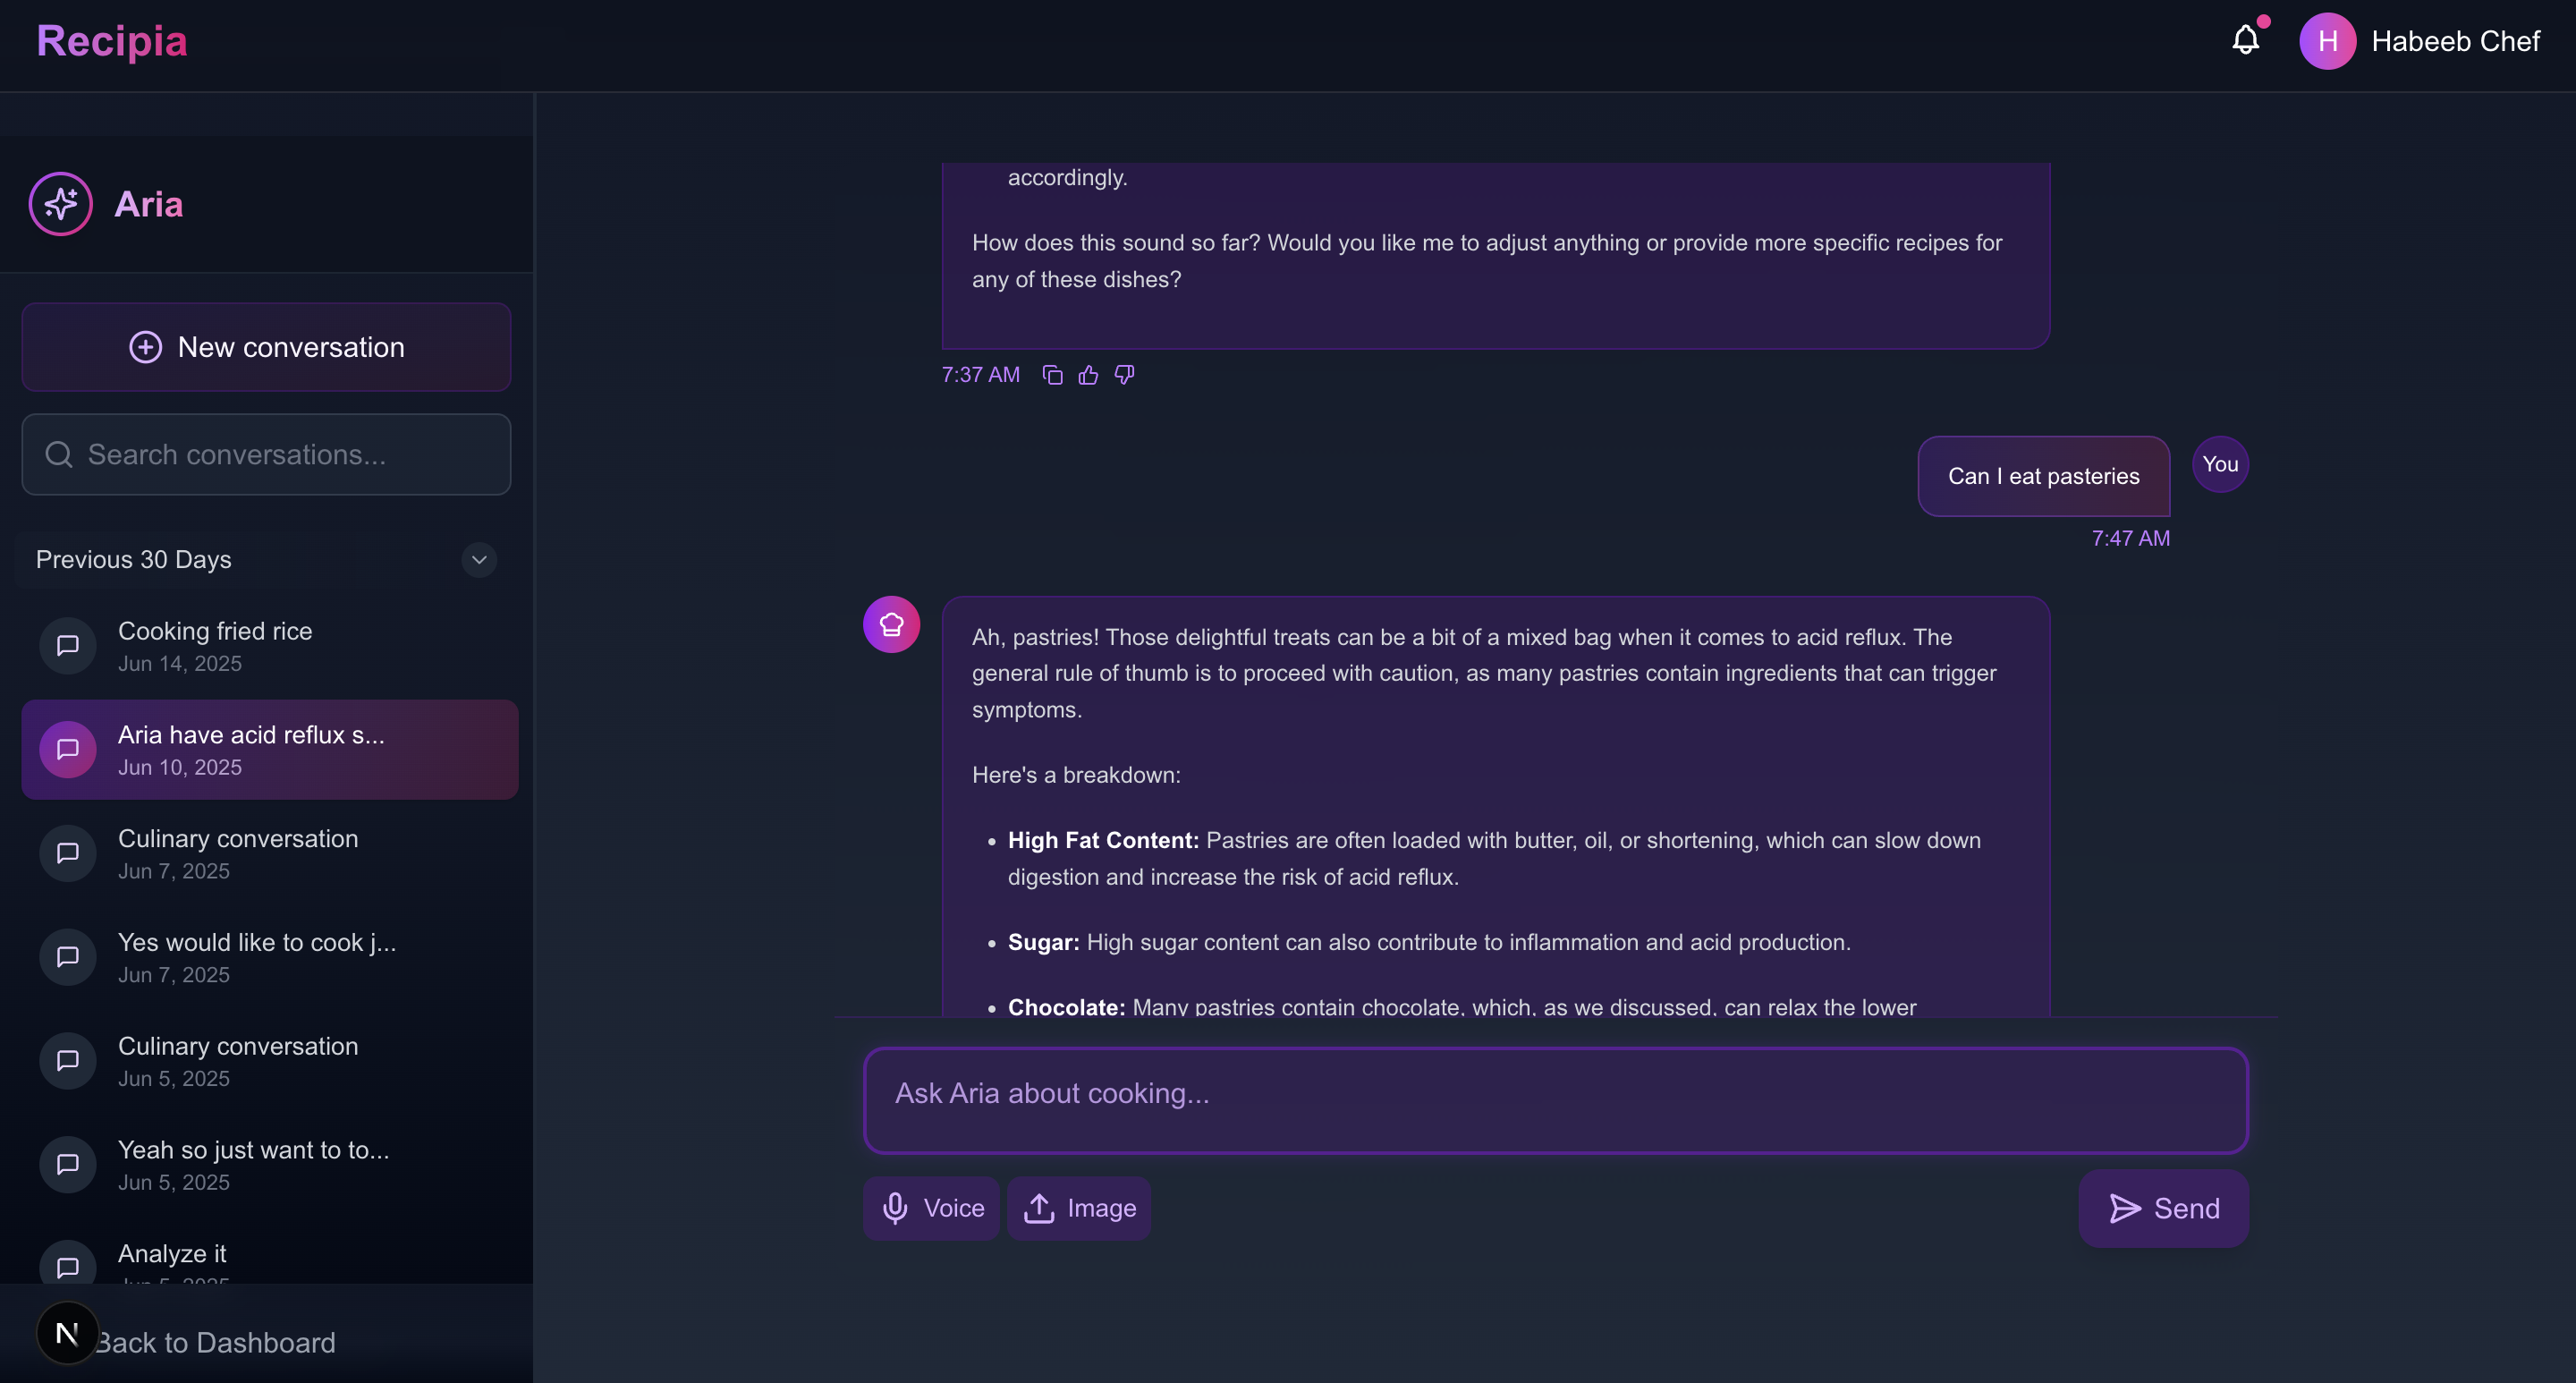 Recipia
H
Habeeb Chef
Aria
New conversation
Search conversations...
Previous 30 Days
Cooking fried rice
Jun 14, 2025
Aria have acid reflux s...
Jun 10, 2025
Culinary conversation
Jun 7, 2025
Yes would like to cook j...
Jun 7, 2025
Culinary conversation
Jun 5, 2025
Yeah so just want to to...
Jun 5, 2025
Analyze it
Jun 5, 2025
N
Back to Dashboard
accordingly.
How does this sound so far? Would you like me to adjust anything or provide more specific recipes for
any of these dishes?
7:37 AM
Can I eat pasteries
You
7:47 AM
Ah, pastries! Those delightful treats can be a bit of a mixed bag when it comes to acid reflux. The
general rule of thumb is to proceed with caution, as many pastries contain ingredients that can trigger
symptoms.
Here's a breakdown:
• High Fat Content: Pastries are often loaded with butter, oil, or shortening, which can slow down
digestion and increase the risk of acid reflux.
• Sugar: High sugar content can also contribute to inflammation and acid production.
• Chocolate: Many pastries contain chocolate, which, as we discussed, can relax the lower
Ask Aria about cooking...
Voice
Image
Send